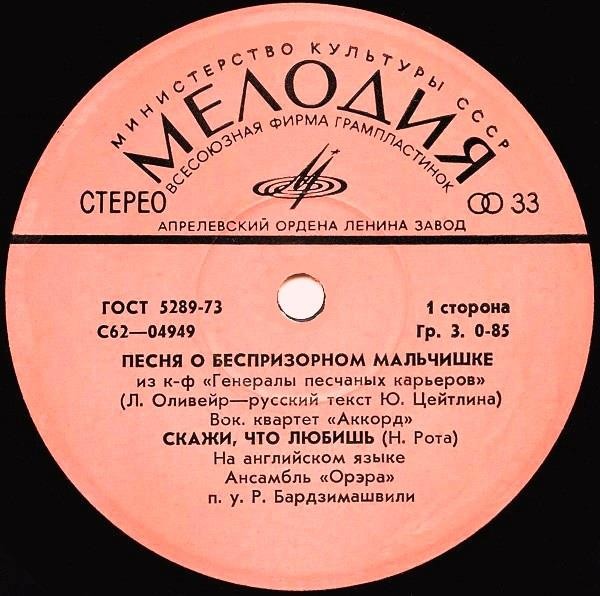 МИНИСТЕРСТВО КУЛЬТУРЫ СССР
МЕЛОДИЯ
ВСЕСОЮЗНАЯ ФИРМА ГРАМПЛАСТИНОК
СТЕРЕО
33
АПРЕЛЕВСКИЙ ОРДЕНА ЛЕНИНА ЗАВОД
ГОСТ 5289-73
1 сторона
С62—04949
Гр. 3. 0-85
ПЕСНЯ О БЕСПРИЗОРНОМ МАЛЬЧИШКЕ
из к-ф «Генералы песчаных карьеров»
(Л. Оливейр—русский текст Ю. Цейтлина)
Вок. квартет «Аккорд»
СКАЖИ, ЧТО ЛЮБИШЬ (Н. Рота)
На английском языке
Ансамбль «Орэра»
п. у. Р. Бардзимашвили